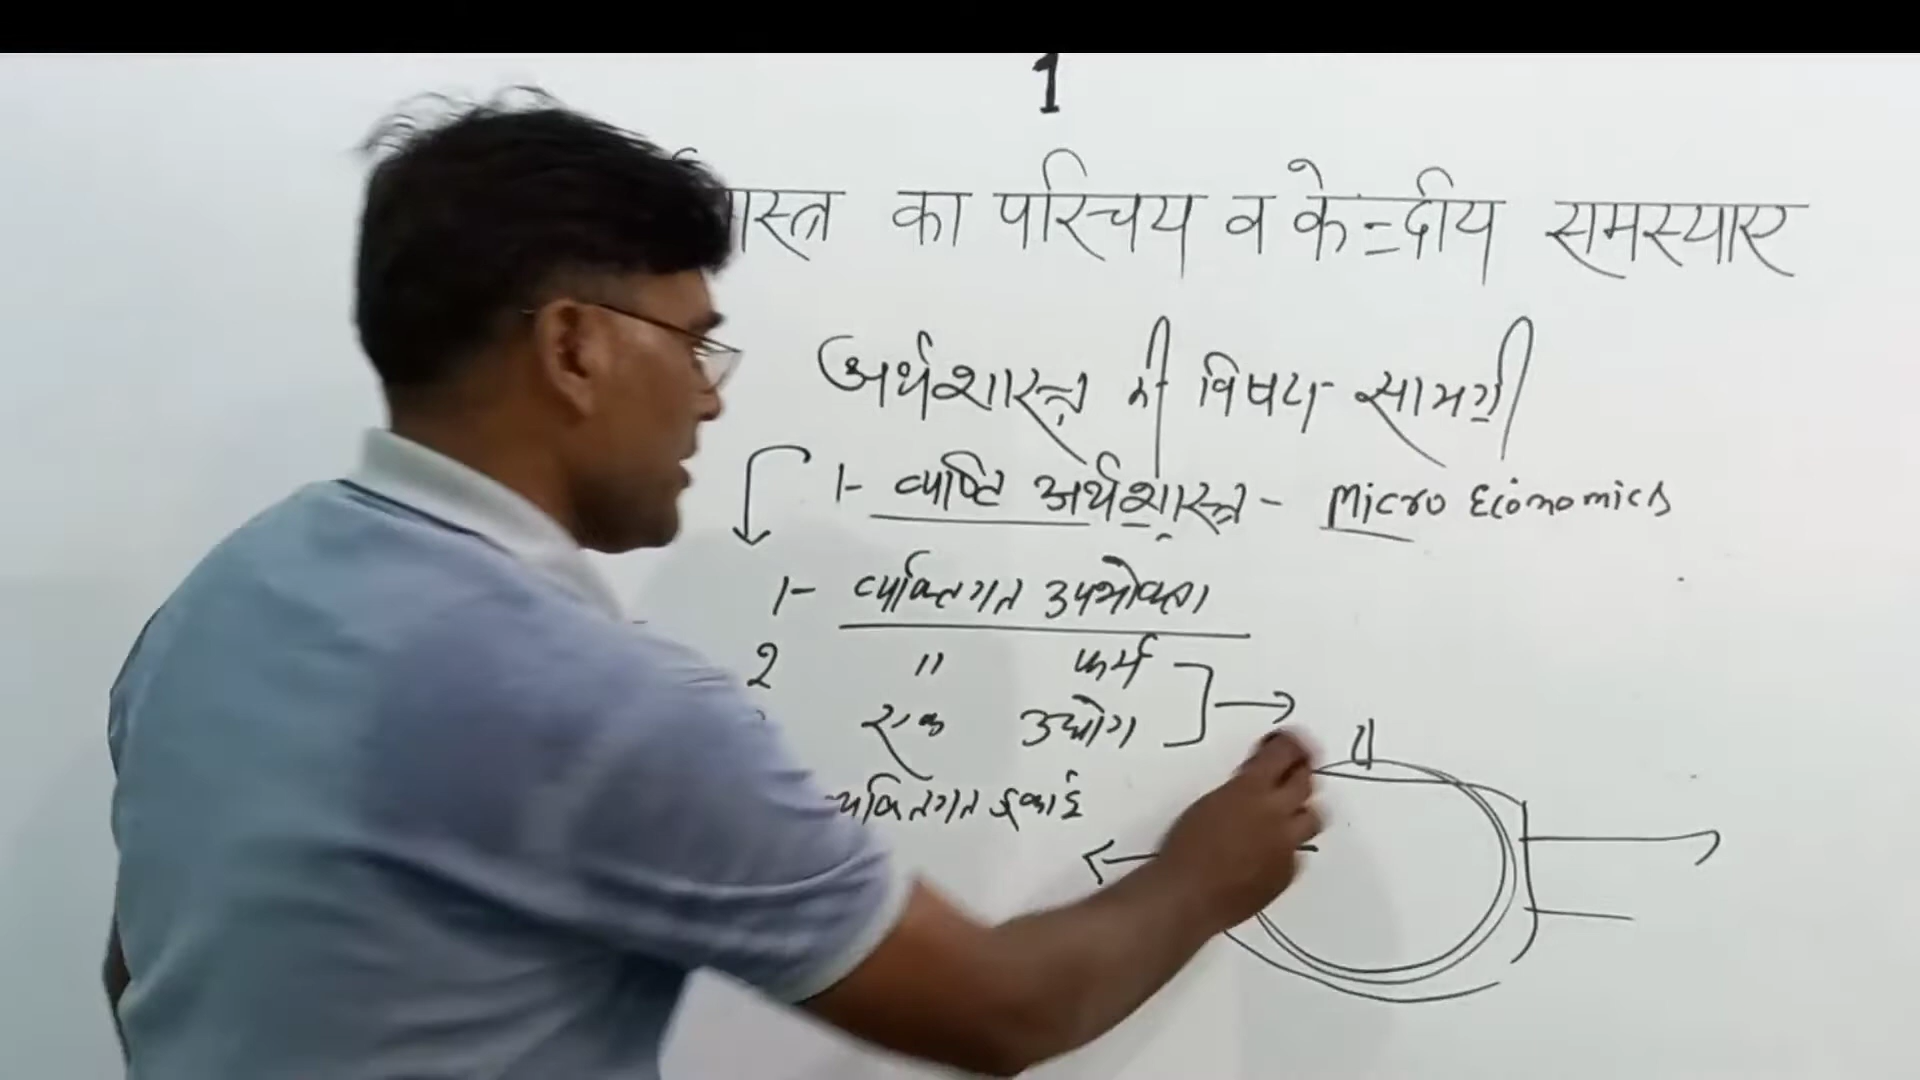 1
का परिचय व केन्द्रीय समस्याए
अर्थशास्त्र की विषय सामग्री
1- व्यष्टि अर्थशास्त्र - Micro Economics
1- व्यक्तिगत उपभोक्ता
2 " फर्म
एक उद्योग
व्यक्तिगत इकाई